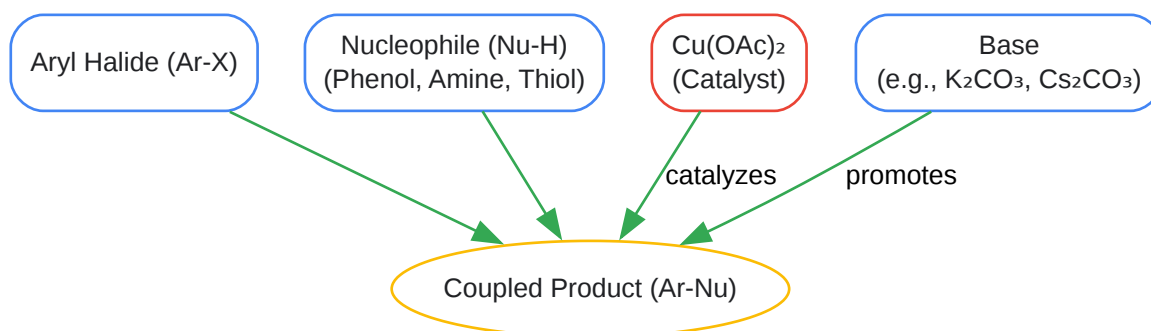 Aryl Halide (Ar-X)
Nucleophile (Nu-H)
(Phenol, Amine, Thiol)
Cu(OAc)₂
(Catalyst)
Base
(e.g., K₂CO₃, Cs₂CO₃)
catalyzes
promotes
Coupled Product (Ar-Nu)